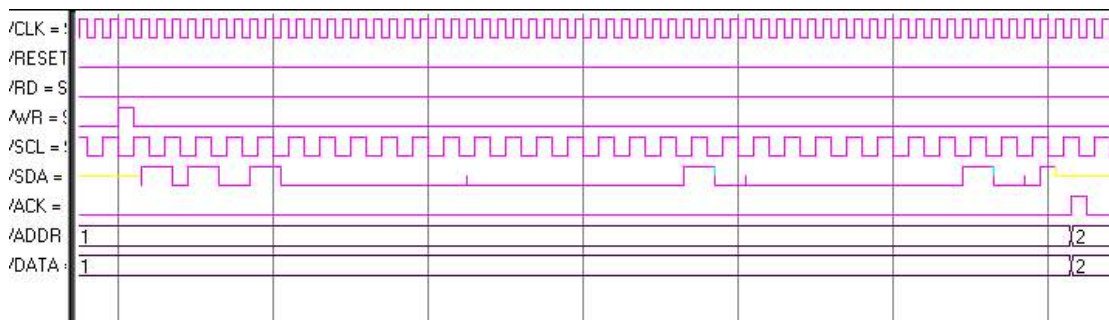 /CLK = S
/RESET
/RD = S
/WR = S
/SCL = S
/SDA =
/ACK =
/ADDR 1 2
/DATA = 1 2